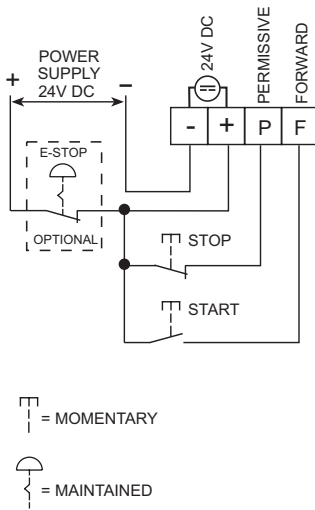 POWER
SUPPLY
24V DC
+
-
24V DC
PERMISSIVE
FORWARD
- + P F
E-STOP
OPTIONAL
STOP
START
= MOMENTARY
= MAINTAINED